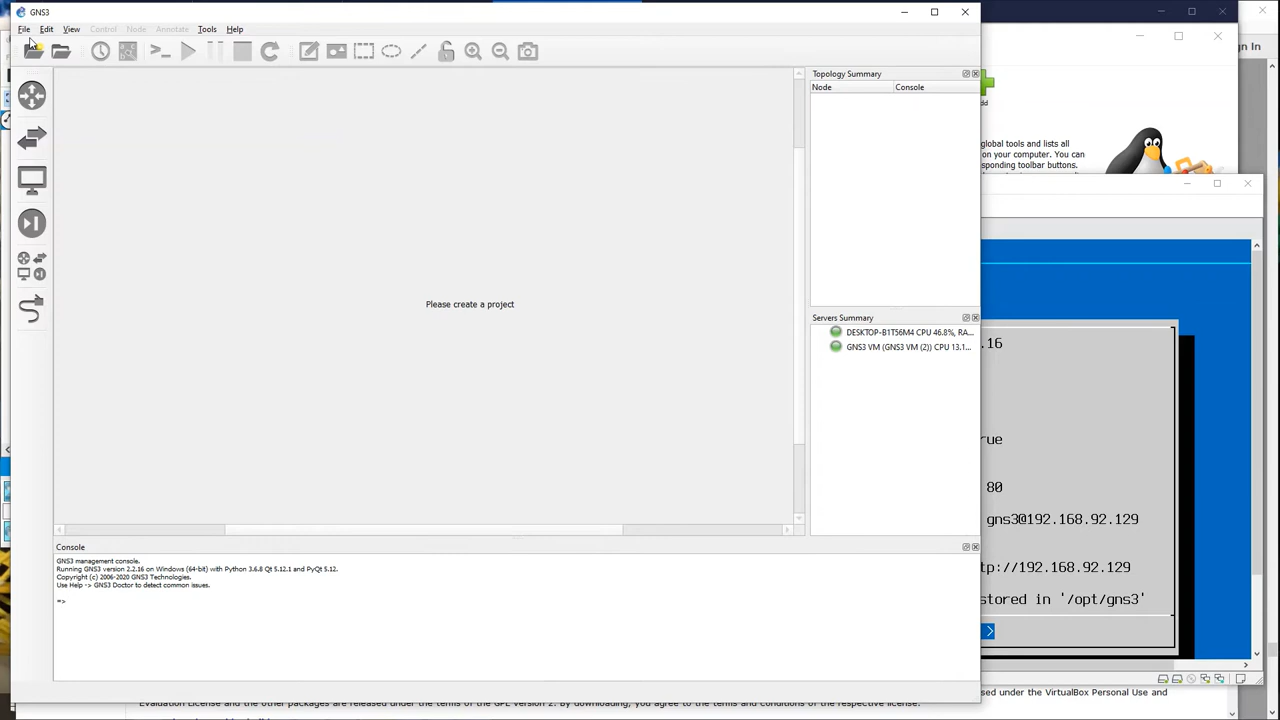 GNS3
File Edit View Control Node Annotate Tools Help
Sign In
Topology Summary
Node Console
Please create a project
Servers Summary
DESKTOP-B1T56M4 CPU 46.8%, RA...
GNS3 VM (GNS3 VM (2)) CPU 13.1...
Console
GNS3 management console.
Running GNS3 version 2.2.16 on Windows (64-bit) with Python 3.6.8 Qt 5.12.1 and PyQt 5.12.
Copyright (c) 2006-2020 GNS3 Technologies.
Use Help -> GNS3 Doctor to detect common issues.
=>
global tools and lists all
on your computer. You can
sponding toolbar buttons.
.16
rue
80
gns3@192.168.92.129
tp://192.168.92.129
stored in '/opt/gns3'
>
sed under the VirtualBox Personal Use and
Evaluation License and the other packages are released under the terms of the GPL version 2. By downloading, you agree to the terms and conditions of the respective license.